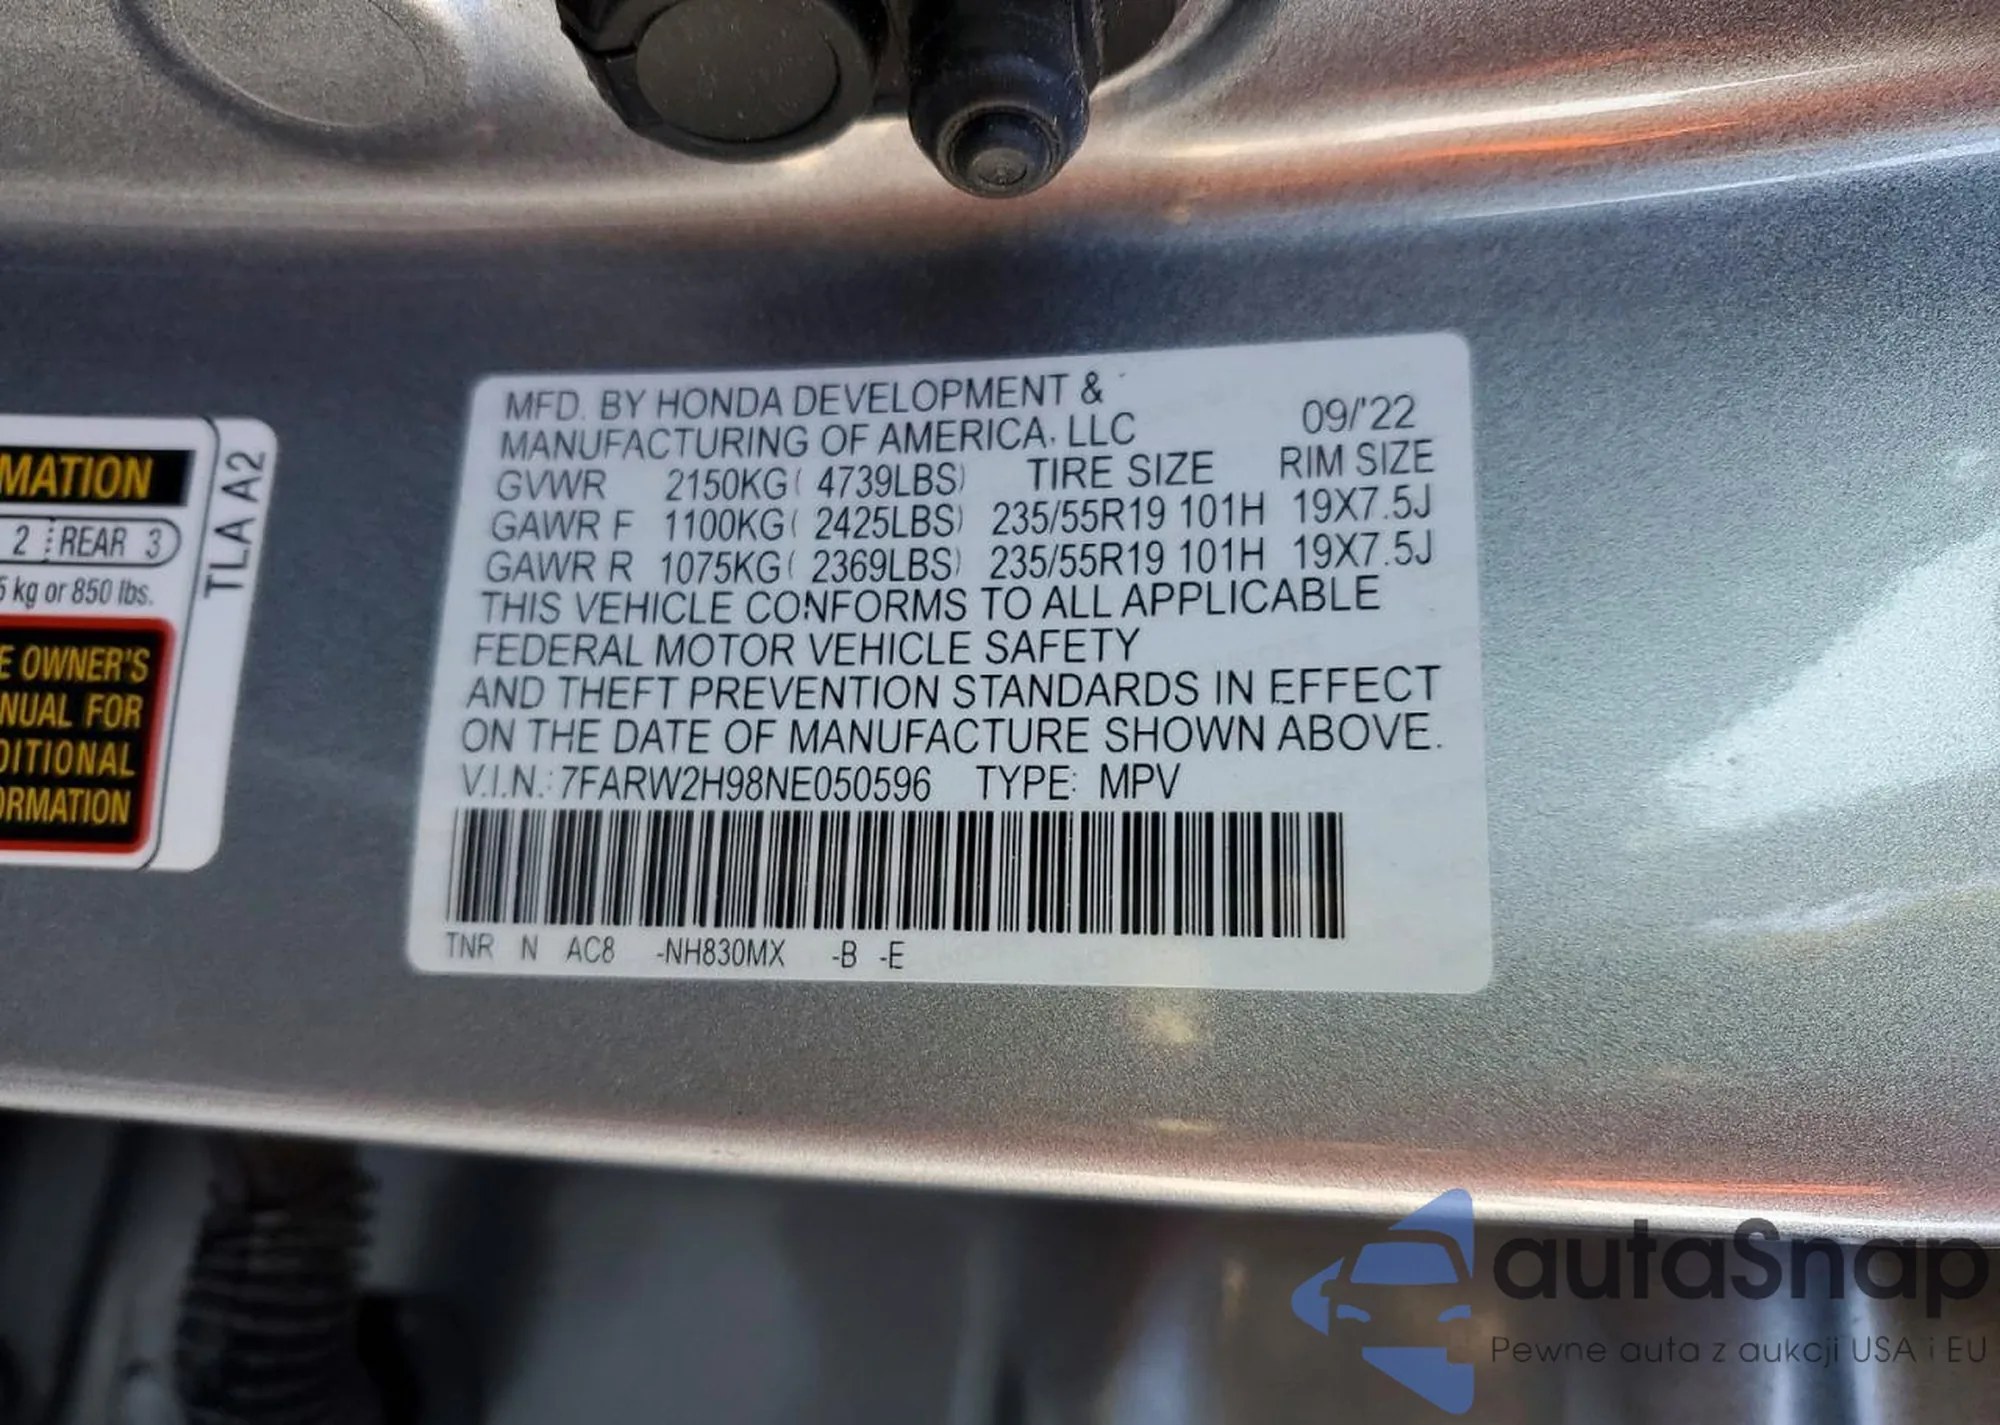 MATION
2 REAR 3
5 kg or 850 lbs.
E OWNER'S
NUAL FOR
DITIONAL
ORMATION
TLA A2
MFD. BY HONDA DEVELOPMENT &
MANUFACTURING OF AMERICA, LLC 09/'22
GVWR 2150KG( 4739LBS) TIRE SIZE RIM SIZE
GAWR F 1100KG( 2425LBS) 235/55R19 101H 19X7.5J
GAWR R 1075KG( 2369LBS) 235/55R19 101H 19X7.5J
THIS VEHICLE CONFORMS TO ALL APPLICABLE
FEDERAL MOTOR VEHICLE SAFETY
AND THEFT PREVENTION STANDARDS IN EFFECT
ON THE DATE OF MANUFACTURE SHOWN ABOVE.
V.I.N.: 7FARW2H98NE050596 TYPE: MPV
TNR N AC8 -NH830MX -B -E
autaSnap
Pewne auta z aukcji USA i EU